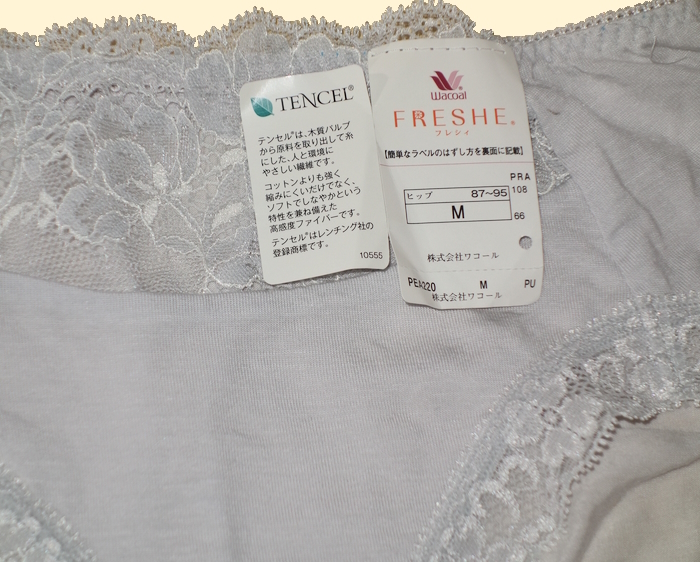 TENCEL®
テンセル®は、木質パルプ
から原料を取り出して糸
にした、人と環境に
やさしい繊維です。
コットンよりも強く
縮みにくいだけでなく、
ソフトでしなやかという
特性を兼ね備えた
高感度ファイバーです。
テンセル®はレンチング社の
登録商標です。
10555
Wacoal
FRESHE®
フレシィ
【簡単なラベルのはずし方を裏面に記載】
PRA
108
ヒップ 87〜95
M
66
株式会社ワコール
PEA220 M PU
株式会社ワコール